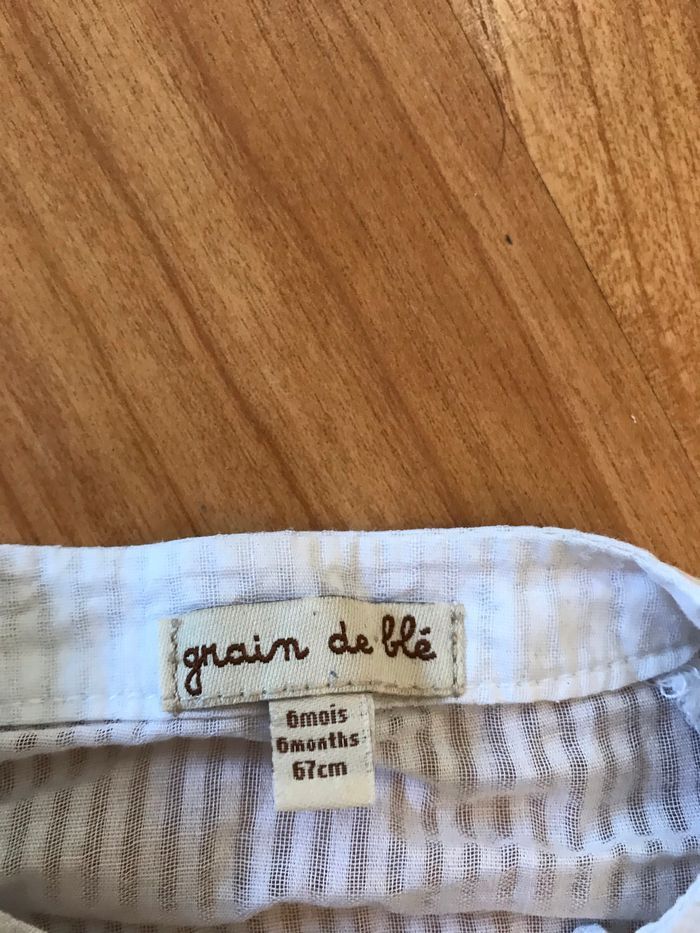 grain de blé
6mois
6months
67cm